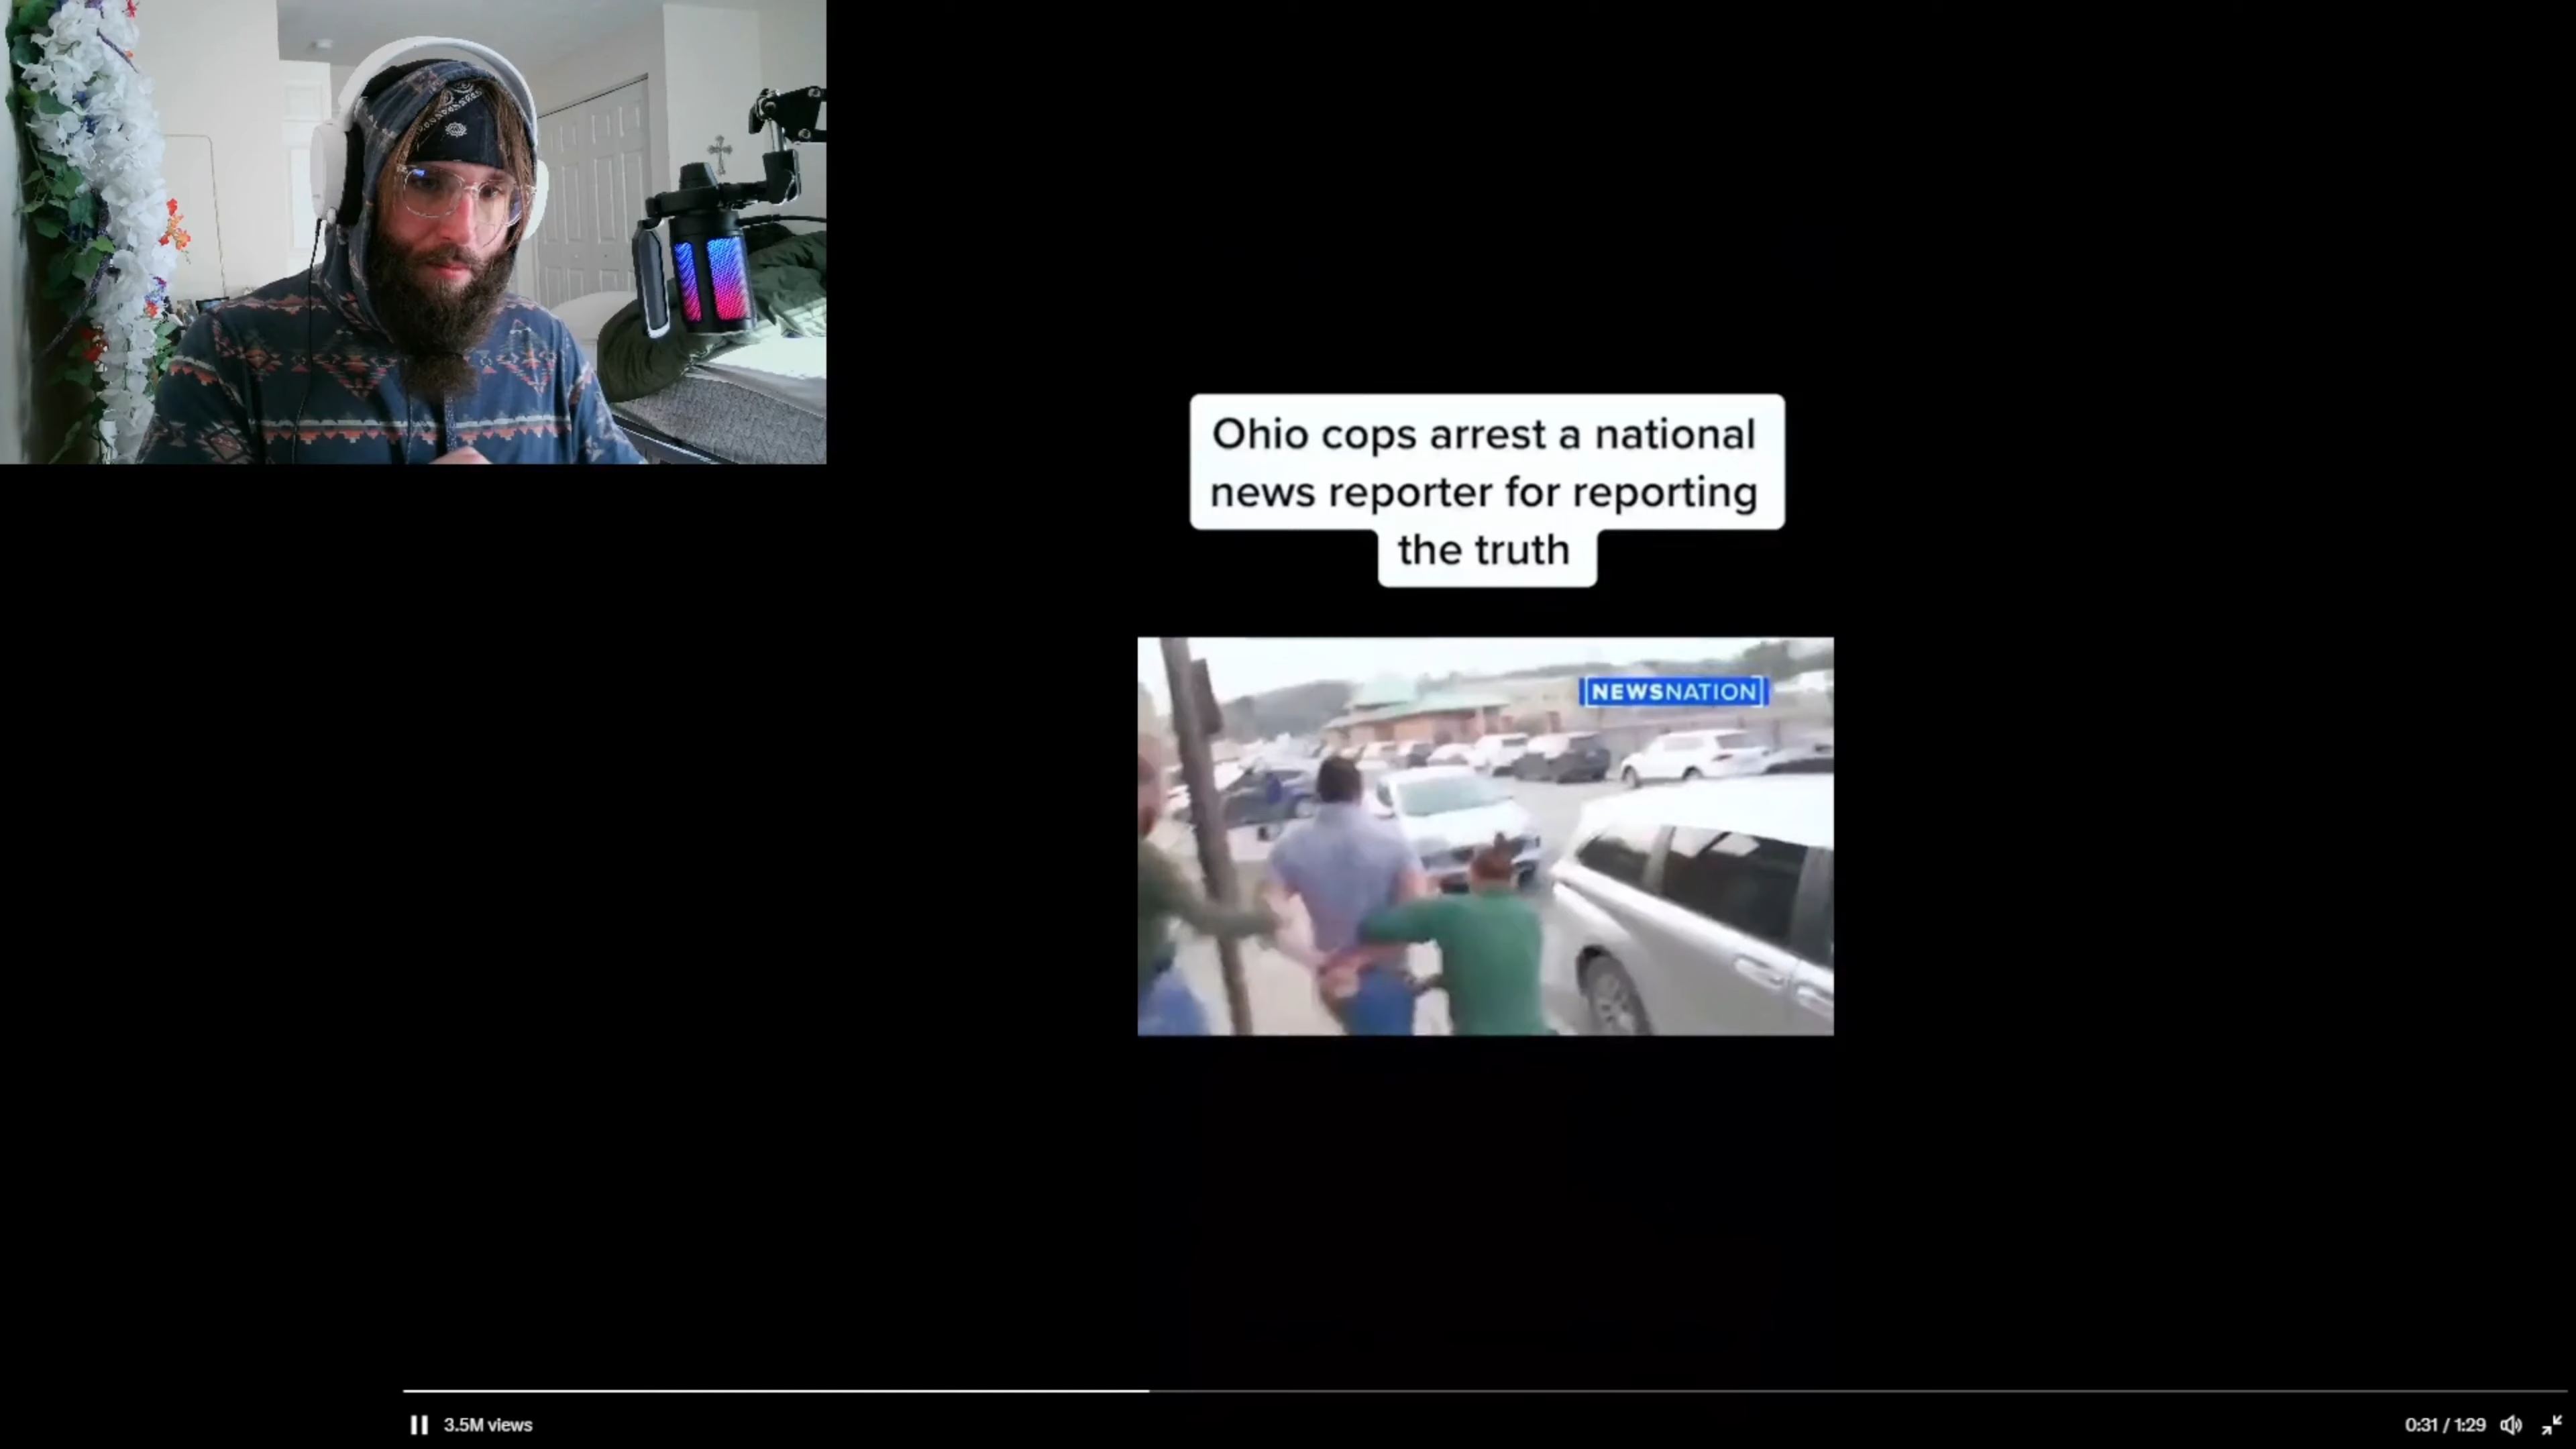 Ohio cops arrest a national
news reporter for reporting
the truth
NEWSNATION
3.5M views
0:31 / 1:29